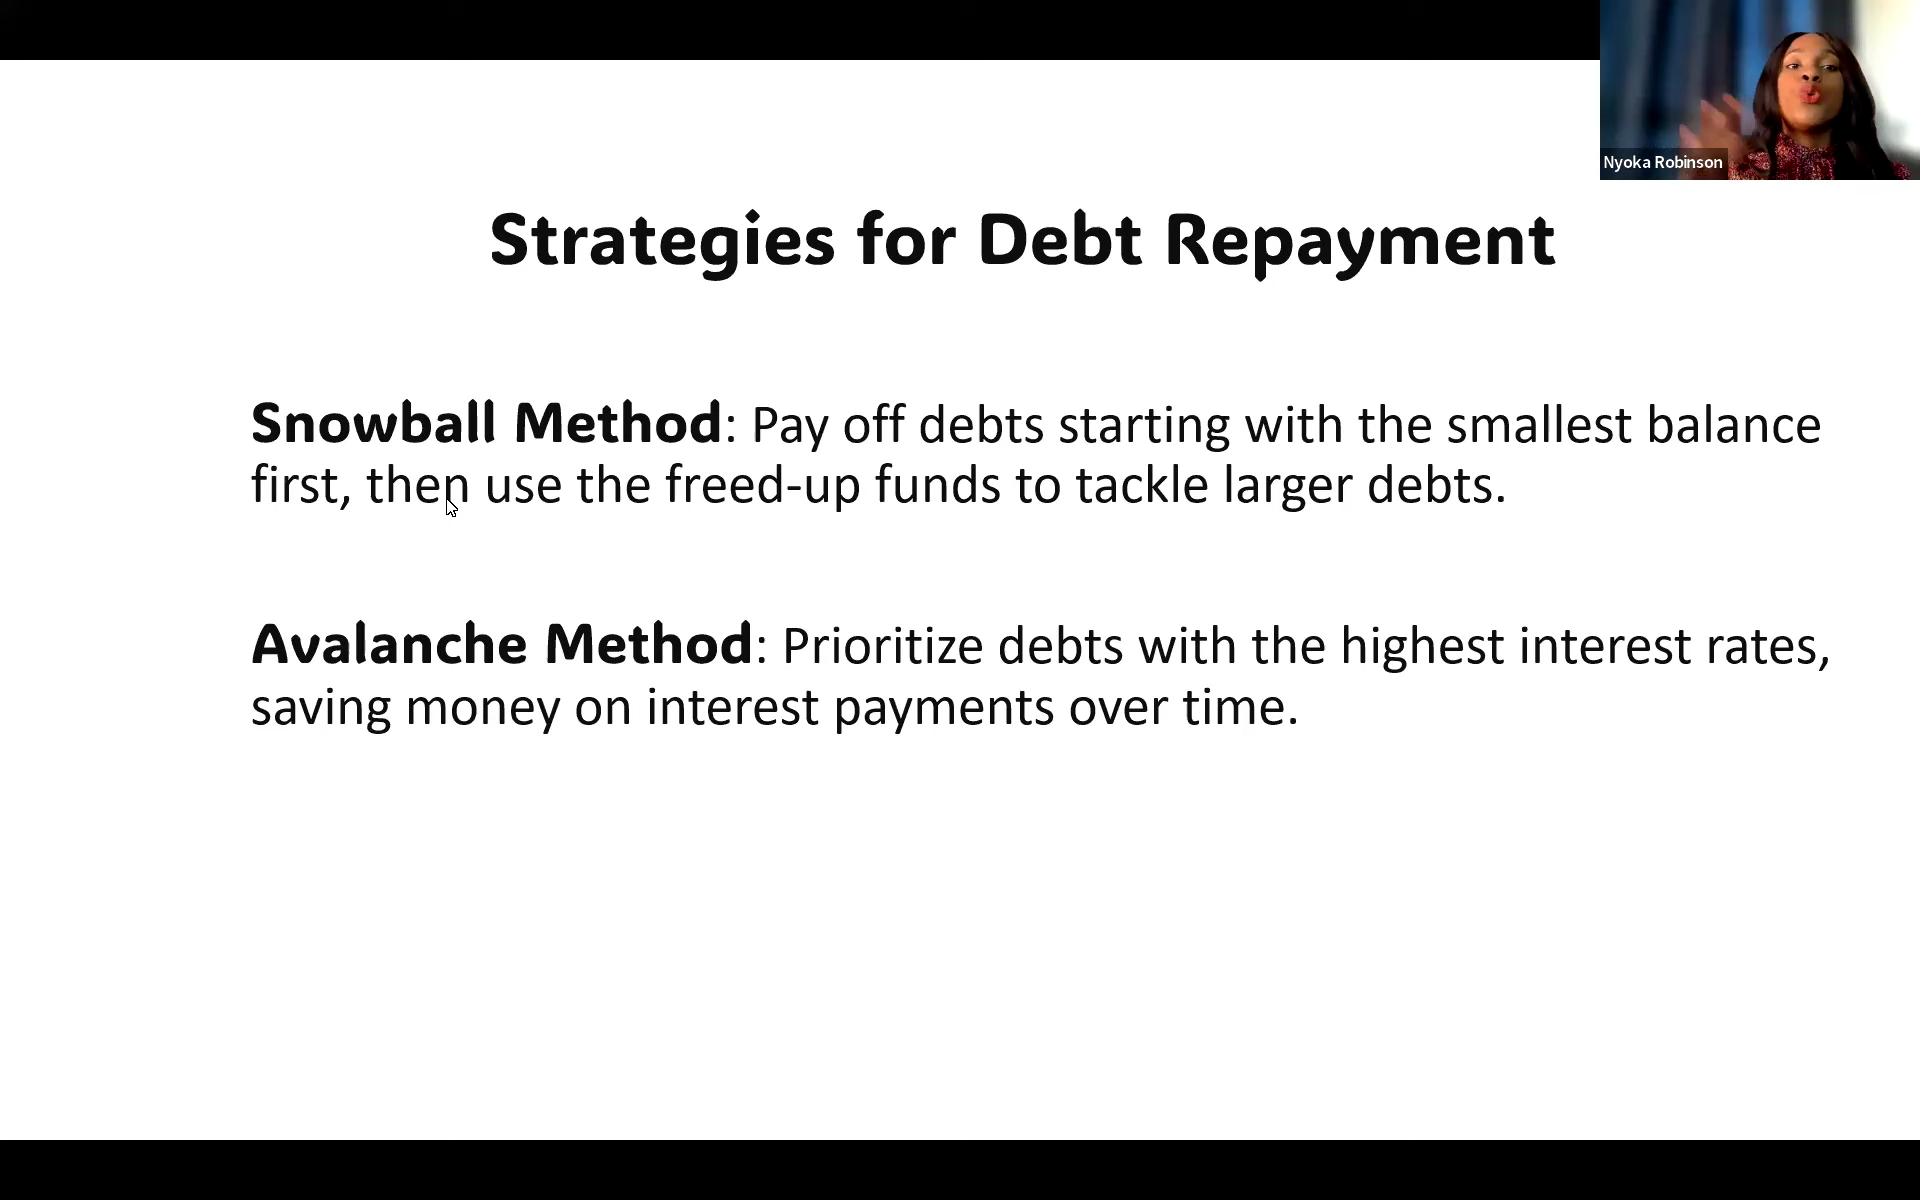 Nyoka Robinson
Strategies for Debt Repayment
Snowball Method: Pay off debts starting with the smallest balance
first, then use the freed-up funds to tackle larger debts.
Avalanche Method: Prioritize debts with the highest interest rates,
saving money on interest payments over time.